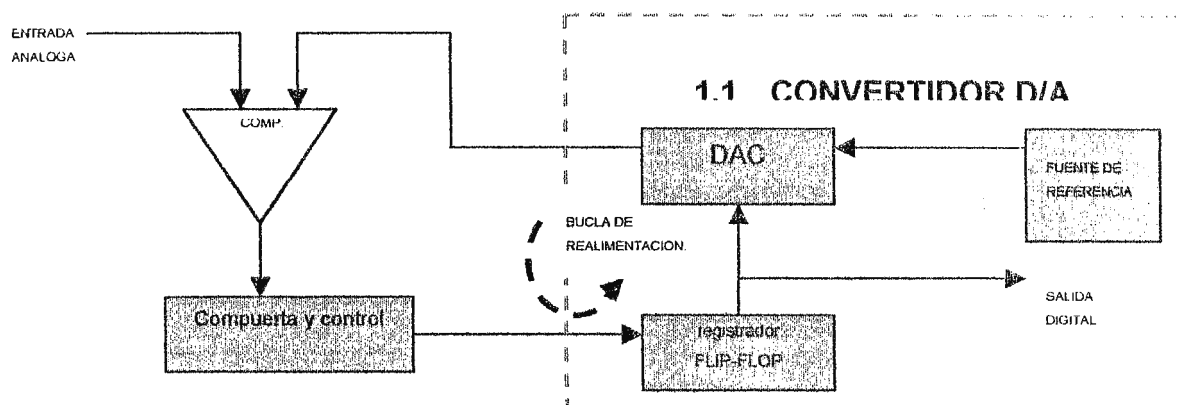 ENTRADA
ANALOGA
1.1 CONVERTIDOR D/A
COMP.
DAC
FUENTE DE
REFERENCIA
BUCLA DE
REALIMENTACION.
SALIDA
DIGITAL
Compuerta y control
registrador
FLIP-FLOP